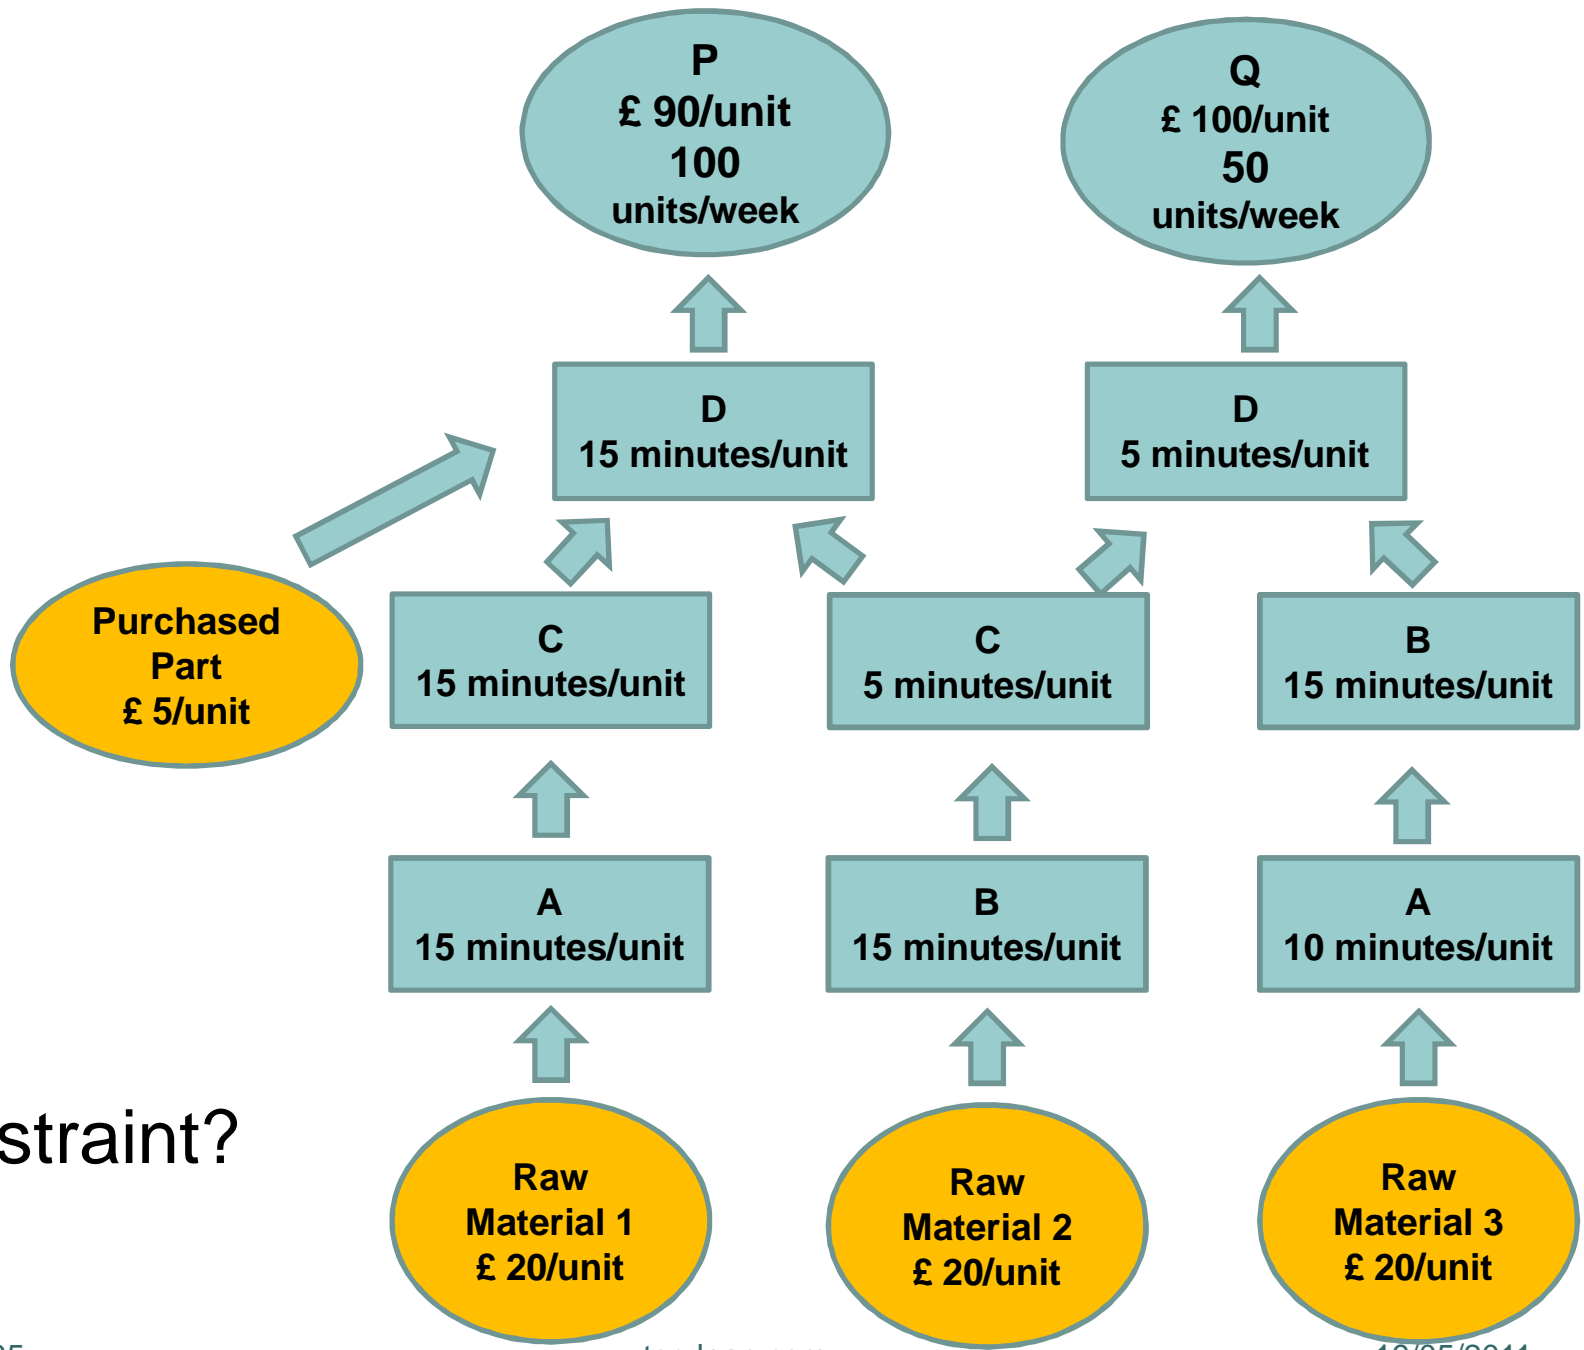 P
£ 90/unit
100
units/week
Q
£ 100/unit
50
units/week
D
15 minutes/unit
D
5 minutes/unit
Purchased
Part
£ 5/unit
C
15 minutes/unit
C
5 minutes/unit
B
15 minutes/unit
A
15 minutes/unit
B
15 minutes/unit
A
10 minutes/unit
straint?
Raw
Material 1
£ 20/unit
Raw
Material 2
£ 20/unit
Raw
Material 3
£ 20/unit